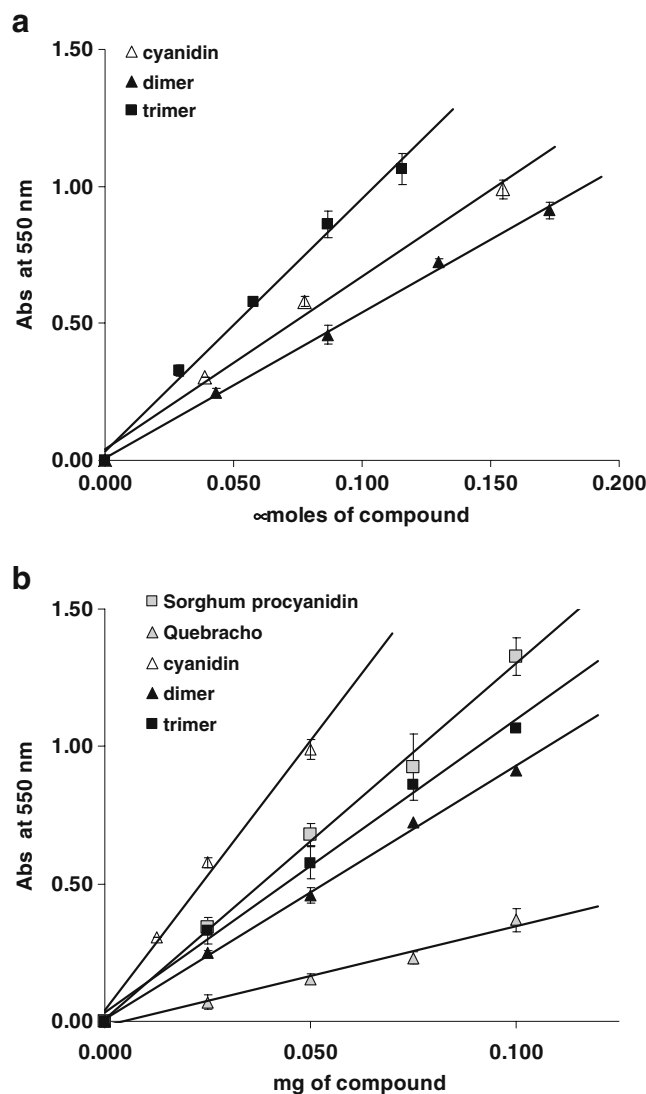 a
1.50
cyanidin
dimer
trimer
1.00
0.50
0.00
Abs at 550 nm
0.000 0.050 0.100 0.150 0.200
∝moles of compound
b
1.50
Sorghum procyanidin
Quebracho
cyanidin
dimer
trimer
1.00
0.50
0.00
Abs at 550 nm
0.000 0.050 0.100
mg of compound